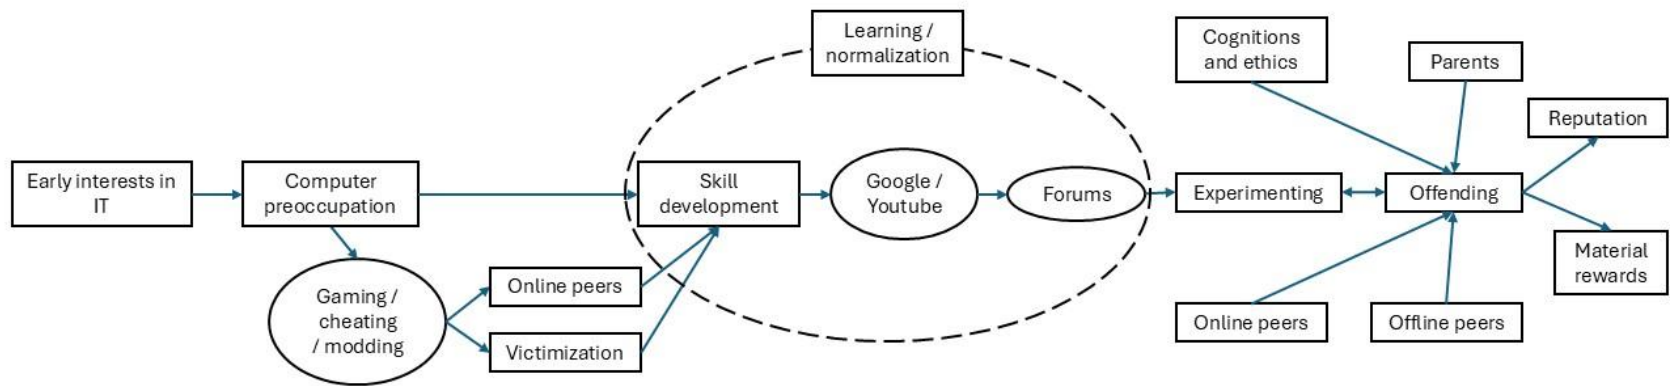 Early interests in
IT
Computer
preoccupation
Gaming /
cheating
/ modding
Online peers
Victimization
Learning /
normalization
Skill
development
Google /
Youtube
Forums
Experimenting
Cognitions
and ethics
Parents
Offending
Reputation
Material
rewards
Online peers
Offline peers